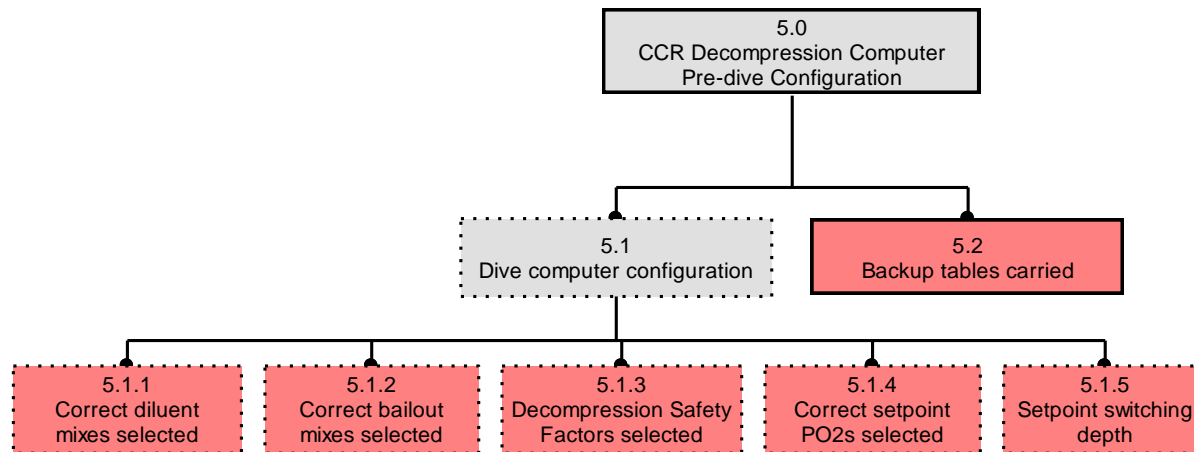 5.0
CCR Decompression Computer
Pre-dive Configuration
5.1
Dive computer configuration
5.2
Backup tables carried
5.1.1
Correct diluent
mixes selected
5.1.2
Correct bailout
mixes selected
5.1.3
Decompression Safety
Factors selected
5.1.4
Correct setpoint
PO2s selected
5.1.5
Setpoint switching
depth